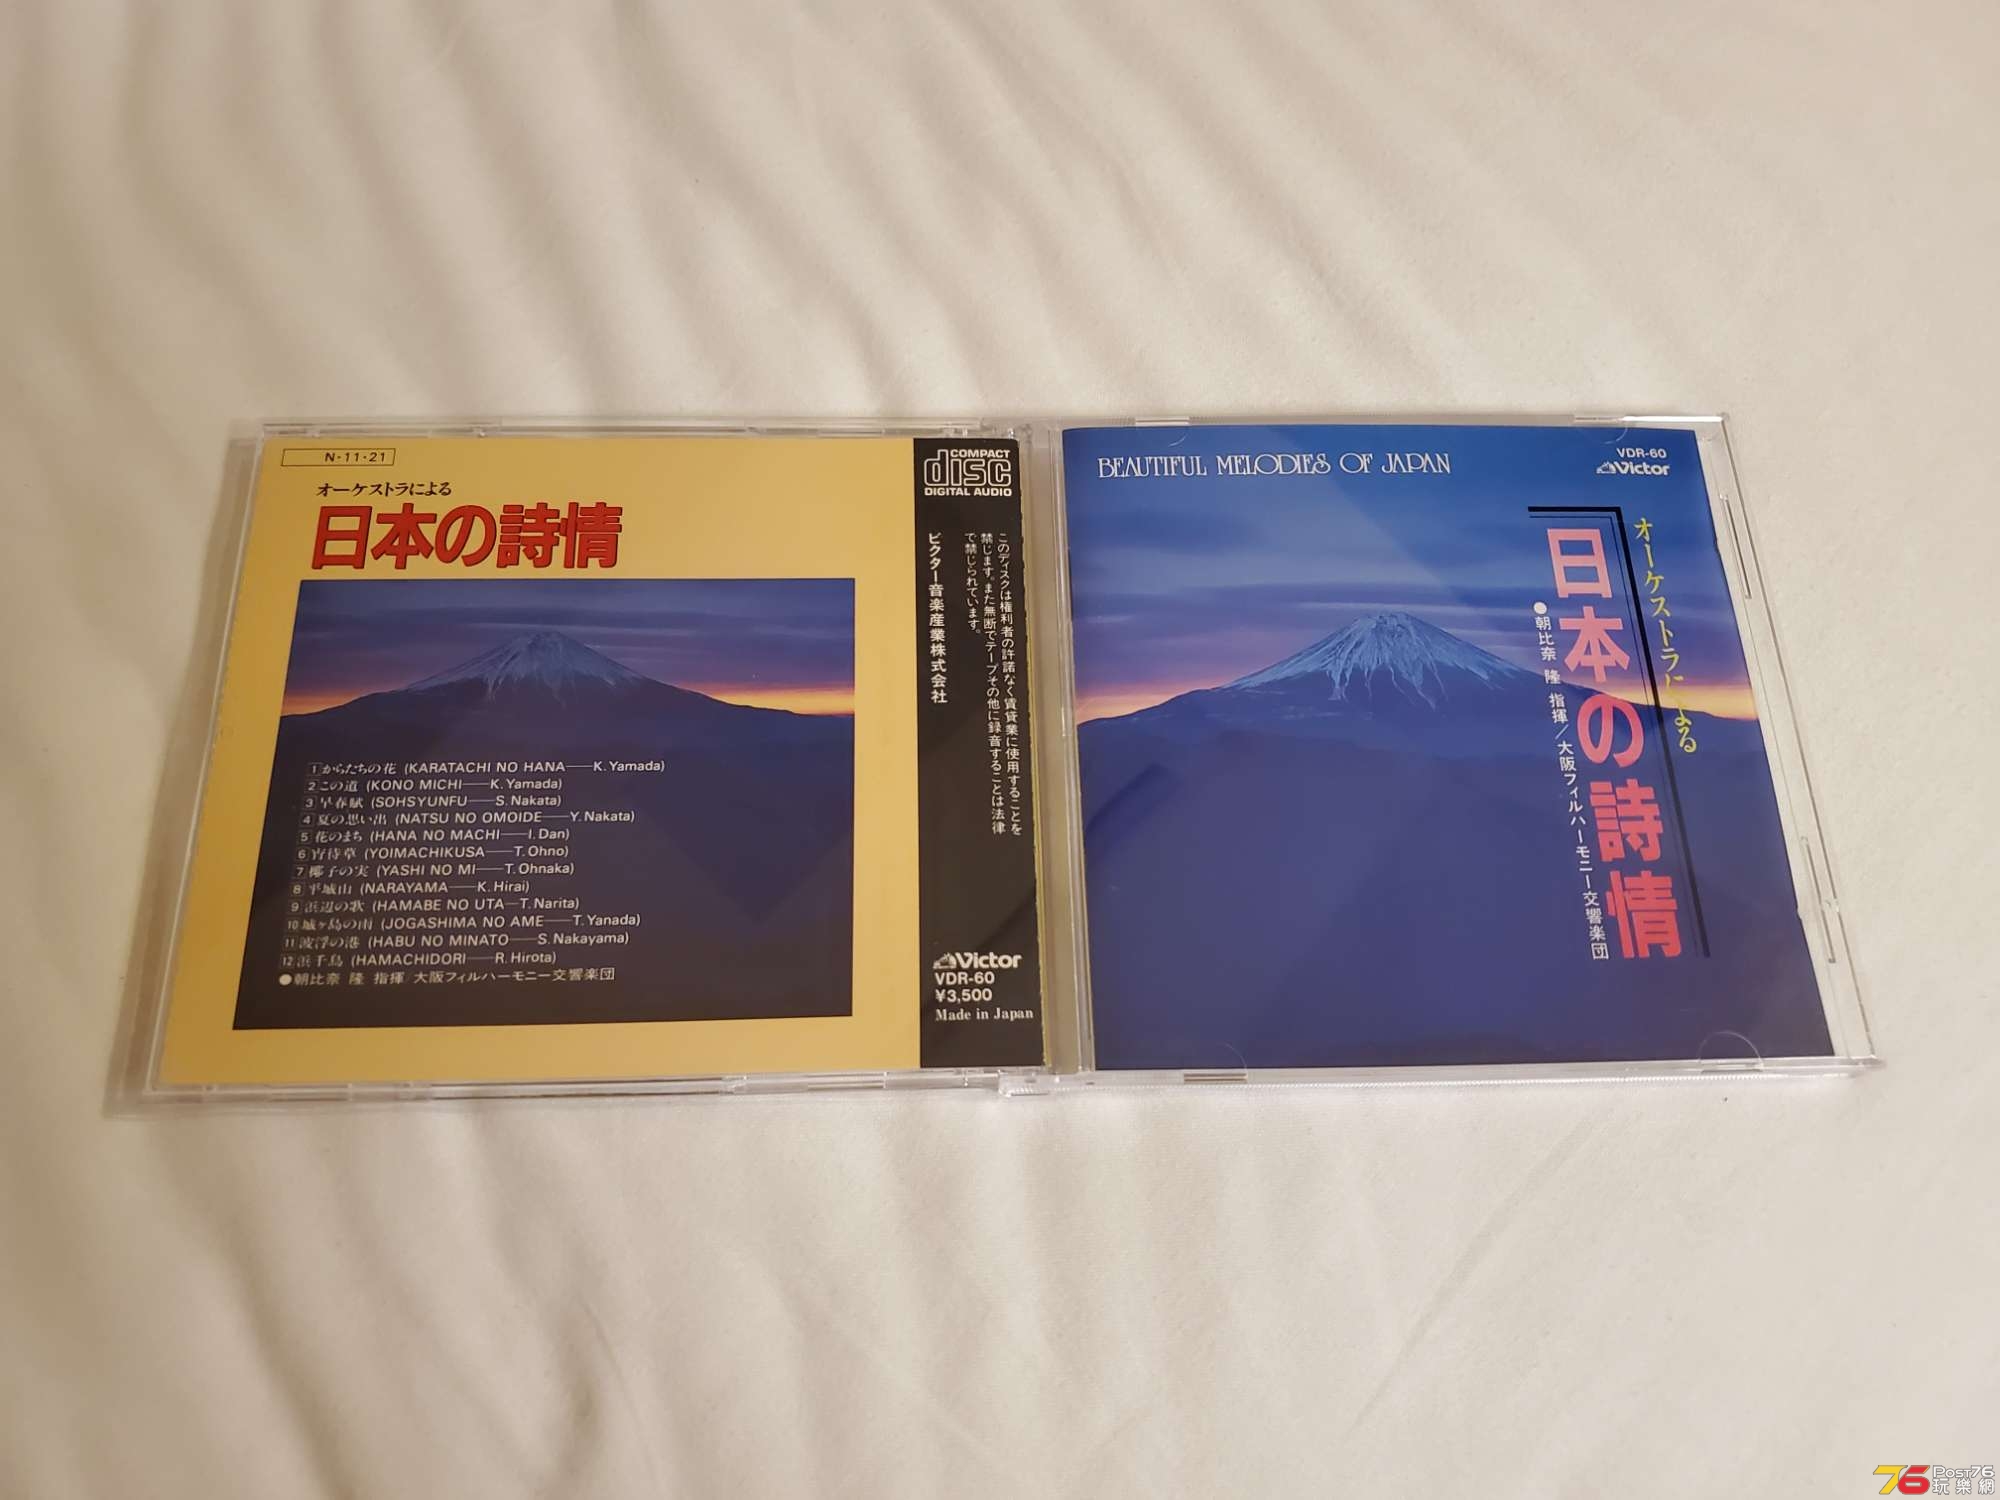 N-11-21
オーケストラによる
日本の詩情
1 からたちの花 (KARATACHI NO HANA——K. Yamada)
2 この道 (KONO MICHI——K. Yamada)
3 早春賦 (SOHSYUNFU——S. Nakata)
4 夏の思い出 (NATSU NO OMOIDE——Y. Nakata)
5 花のまち (HANA NO MACHI——I. Dan)
6 宵待草 (YOIMACHIKUSA——T. Ohno)
7 椰子の実 (YASHI NO MI——T. Ohnaka)
8 平城山 (NARAYAMA——K. Hirai)
9 浜辺の歌 (HAMABE NO UTA—T. Narita)
10 城ヶ島の雨 (JOGASHIMA NO AME——T. Yanada)
11 波浮の港 (HABU NO MINATO——S. Nakayama)
12 浜千鳥 (HAMACHIDORI——R. Hirota)
●朝比奈 隆 指揮/大阪フィルハーモニー交響楽団
COMPACT
disc
DIGITAL AUDIO
このディスクは権利者の許諾なく賃貸業に使用することを
禁じます。また無断でテープその他に録音することは法律
で禁じられています。
ビクター音楽産業株式会社
Victor
VDR-60
¥3,500
Made in Japan
BEAUTIFUL MELODIES OF JAPAN
VDR-60
Victor
オーケストラによる
日本の詩情
●朝比奈 隆 指揮/大阪フィルハーモニー交響楽団
76 Post76
玩樂網